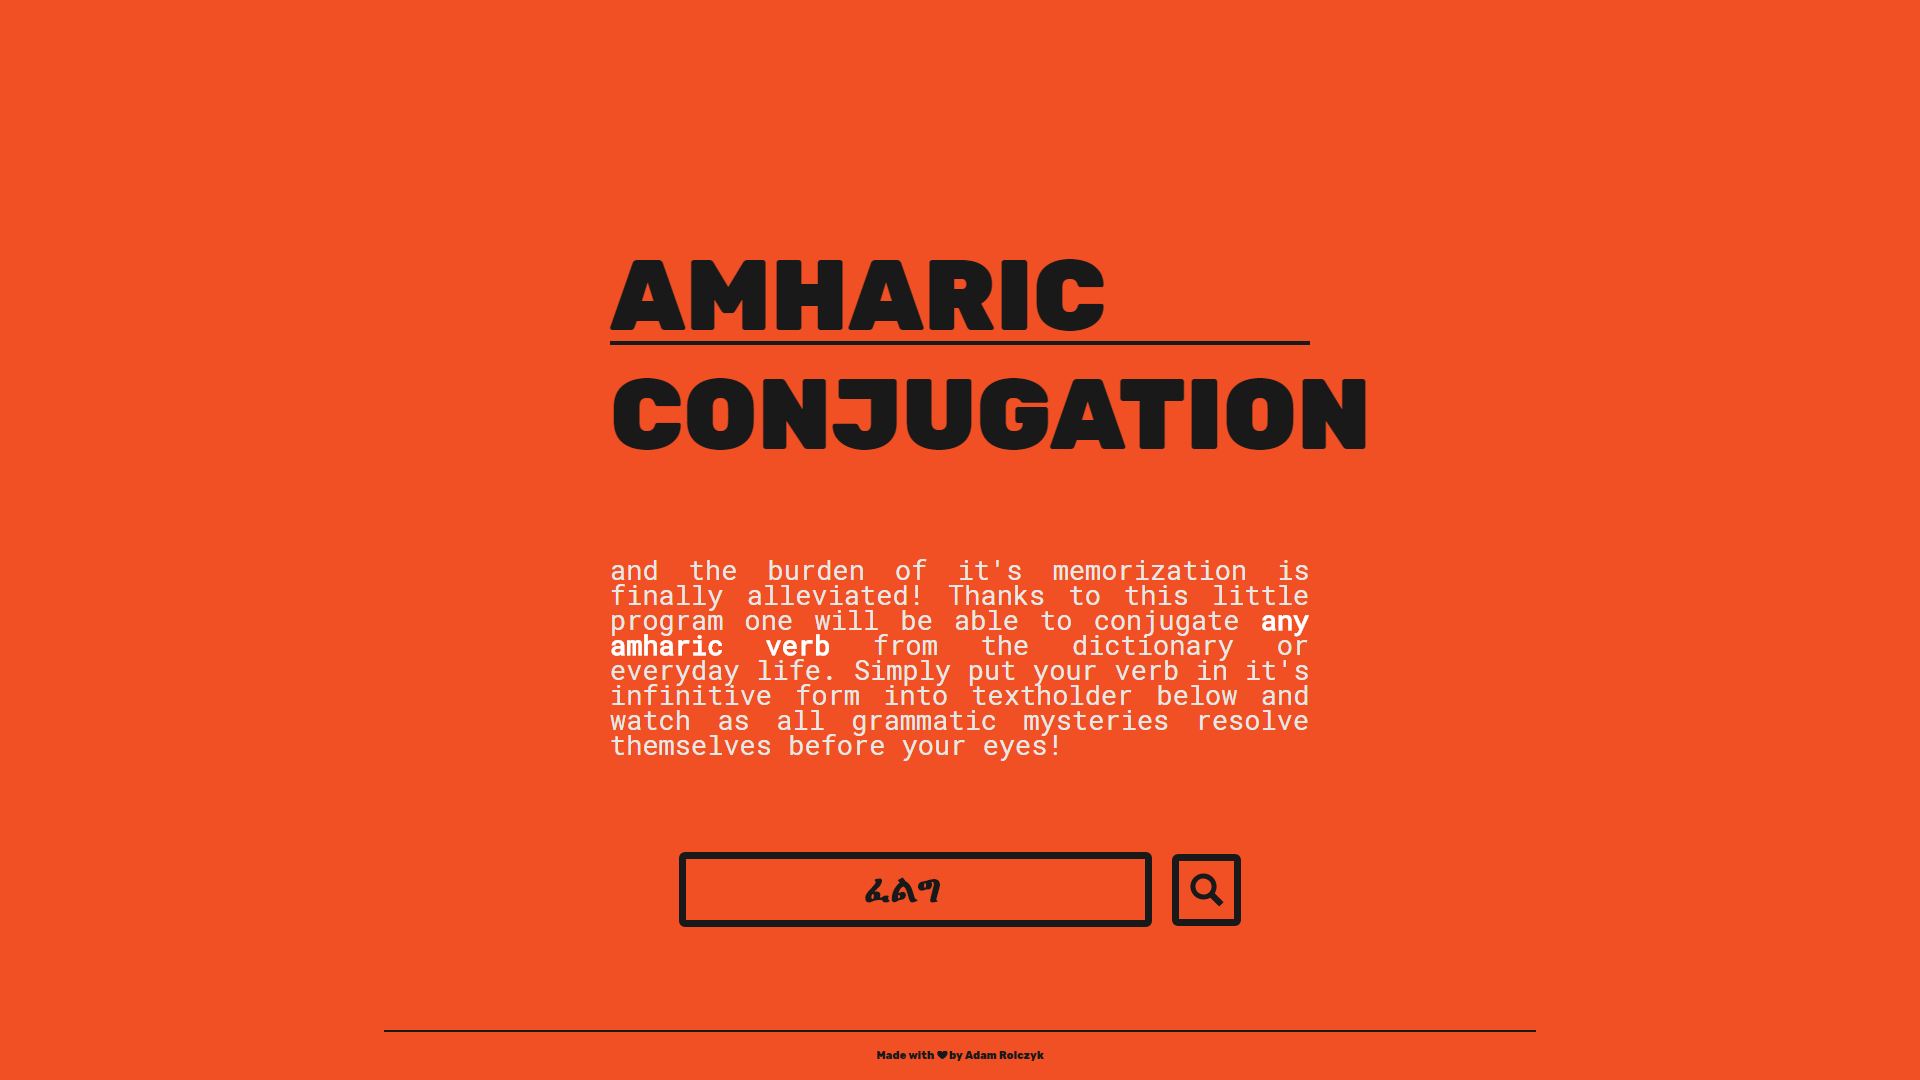 AMHARIC
CONJUGATION
and the burden of it's memorization is
finally alleviated! Thanks to this little
program one will be able to conjugate any
amharic verb from the dictionary or
everyday life. Simply put your verb in it's
infinitive form into textholder below and
watch as all grammatic mysteries resolve
themselves before your eyes!
ፈልግ
Made with ♥ by Adam Rolczyk